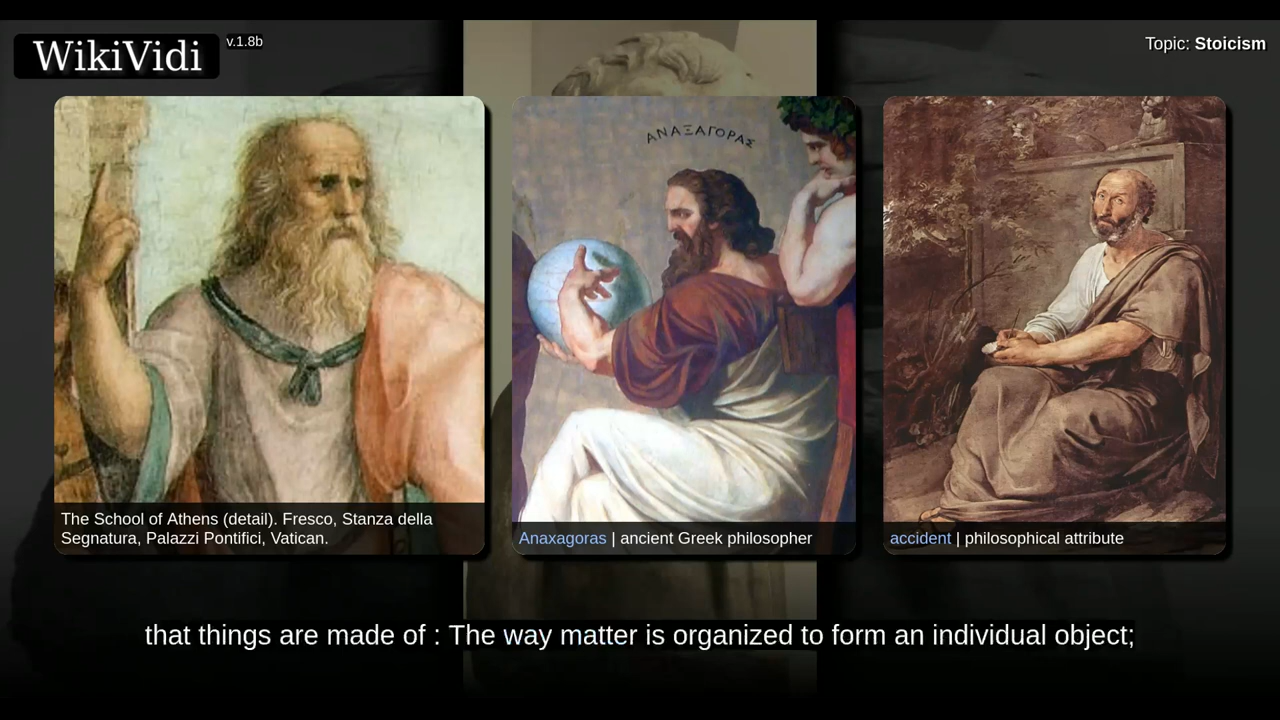 WikiVidi
v.1.8b
Topic: Stoicism
ΑΝΑΞΑΓΟΡΑΣ
The School of Athens (detail). Fresco, Stanza della
Segnatura, Palazzi Pontifici, Vatican.
Anaxagoras | ancient Greek philosopher
accident | philosophical attribute
that things are made of : The way matter is organized to form an individual object;